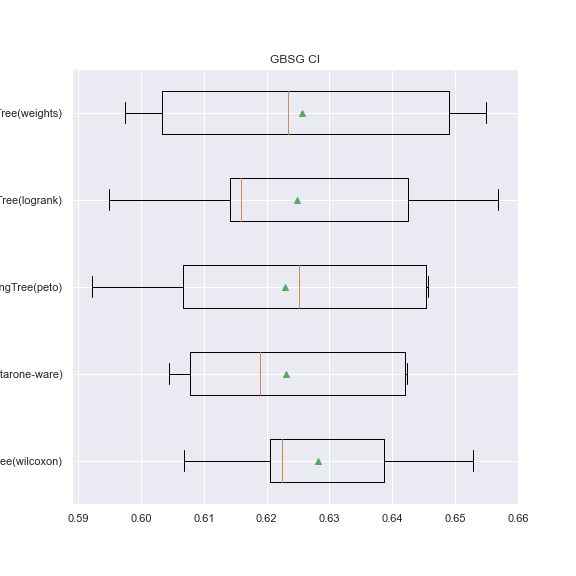 GBSG CI
Tree(weights)
Tree(logrank)
ngTree(peto)
tarone-ware)
ee(wilcoxon)
0.59 0.60 0.61 0.62 0.63 0.64 0.65 0.66